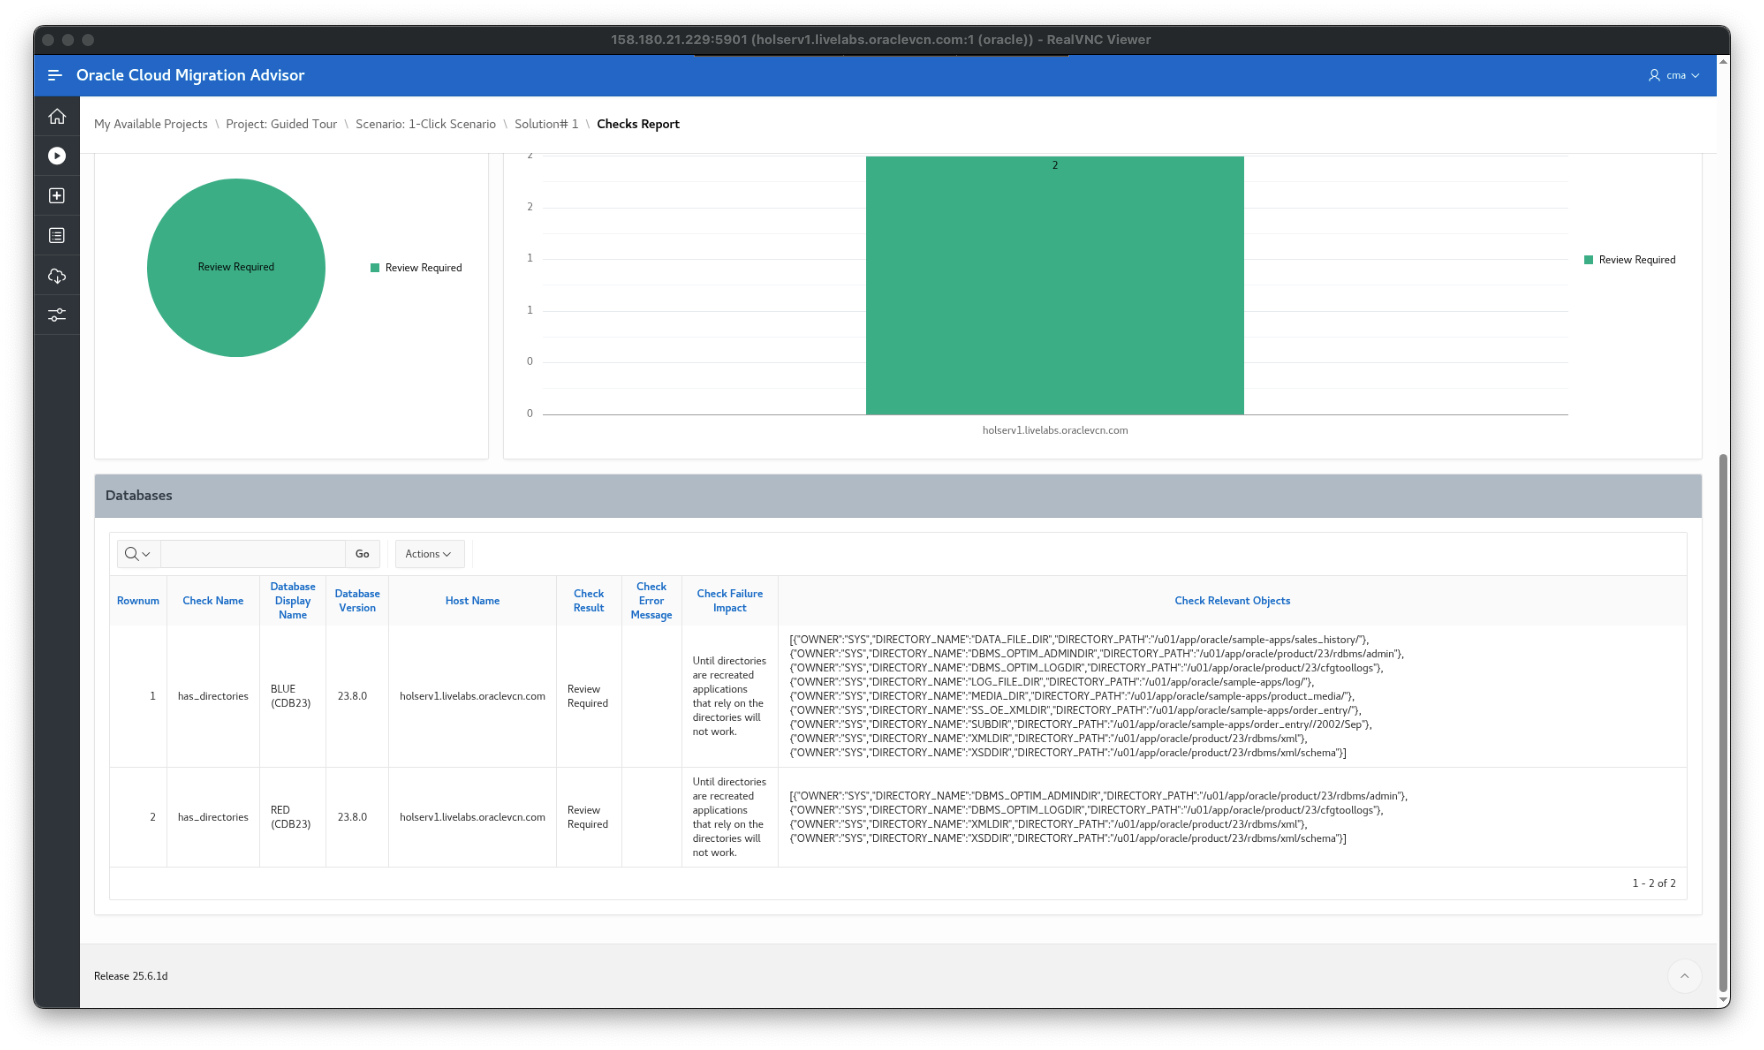 158.180.21.229:5901 (holserv1.livelabs.oraclevcn.com:1 (oracle)) - RealVNC Viewer
Oracle Cloud Migration Advisor
cma
My Available Projects \ Project: Guided Tour \ Scenario: 1-Click Scenario \ Solution# 1 \ Checks Report
Review Required
Review Required
2
2
1
1
0
0
2
holserv1.livelabs.oraclevcn.com
Review Required
Databases
Go
Actions
Rownum
Check Name
Database
Display
Name
Database
Version
Host Name
Check
Result
Check
Error
Message
Check Failure
Impact
Check Relevant Objects
1
has_directories
BLUE
(CDB23)
23.8.0
holserv1.livelabs.oraclevcn.com
Review
Required
Until directories
are recreated
applications
that rely on the
directories will
not work.
[{"OWNER":"SYS","DIRECTORY_NAME":"DATA_FILE_DIR","DIRECTORY_PATH":"/u01/app/oracle/sample-apps/sales_history/"},
{"OWNER":"SYS","DIRECTORY_NAME":"DBMS_OPTIM_ADMINDIR","DIRECTORY_PATH":"/u01/app/oracle/product/23/rdbms/admin"},
{"OWNER":"SYS","DIRECTORY_NAME":"DBMS_OPTIM_LOGDIR","DIRECTORY_PATH":"/u01/app/oracle/product/23/cfgtoollogs"},
{"OWNER":"SYS","DIRECTORY_NAME":"LOG_FILE_DIR","DIRECTORY_PATH":"/u01/app/oracle/sample-apps/log/"},
{"OWNER":"SYS","DIRECTORY_NAME":"MEDIA_DIR","DIRECTORY_PATH":"/u01/app/oracle/sample-apps/product_media/"},
{"OWNER":"SYS","DIRECTORY_NAME":"SS_OE_XMLDIR","DIRECTORY_PATH":"/u01/app/oracle/sample-apps/order_entry/"},
{"OWNER":"SYS","DIRECTORY_NAME":"SUBDIR","DIRECTORY_PATH":"/u01/app/oracle/sample-apps/order_entry//2002/Sep"},
{"OWNER":"SYS","DIRECTORY_NAME":"XMLDIR","DIRECTORY_PATH":"/u01/app/oracle/product/23/rdbms/xml"},
{"OWNER":"SYS","DIRECTORY_NAME":"XSDDIR","DIRECTORY_PATH":"/u01/app/oracle/product/23/rdbms/xml/schema"}]
2
has_directories
RED
(CDB23)
23.8.0
holserv1.livelabs.oraclevcn.com
Review
Required
Until directories
are recreated
applications
that rely on the
directories will
not work.
[{"OWNER":"SYS","DIRECTORY_NAME":"DBMS_OPTIM_ADMINDIR","DIRECTORY_PATH":"/u01/app/oracle/product/23/rdbms/admin"},
{"OWNER":"SYS","DIRECTORY_NAME":"DBMS_OPTIM_LOGDIR","DIRECTORY_PATH":"/u01/app/oracle/product/23/cfgtoollogs"},
{"OWNER":"SYS","DIRECTORY_NAME":"XMLDIR","DIRECTORY_PATH":"/u01/app/oracle/product/23/rdbms/xml"},
{"OWNER":"SYS","DIRECTORY_NAME":"XSDDIR","DIRECTORY_PATH":"/u01/app/oracle/product/23/rdbms/xml/schema"}]
1 - 2 of 2
Release 25.6.1d